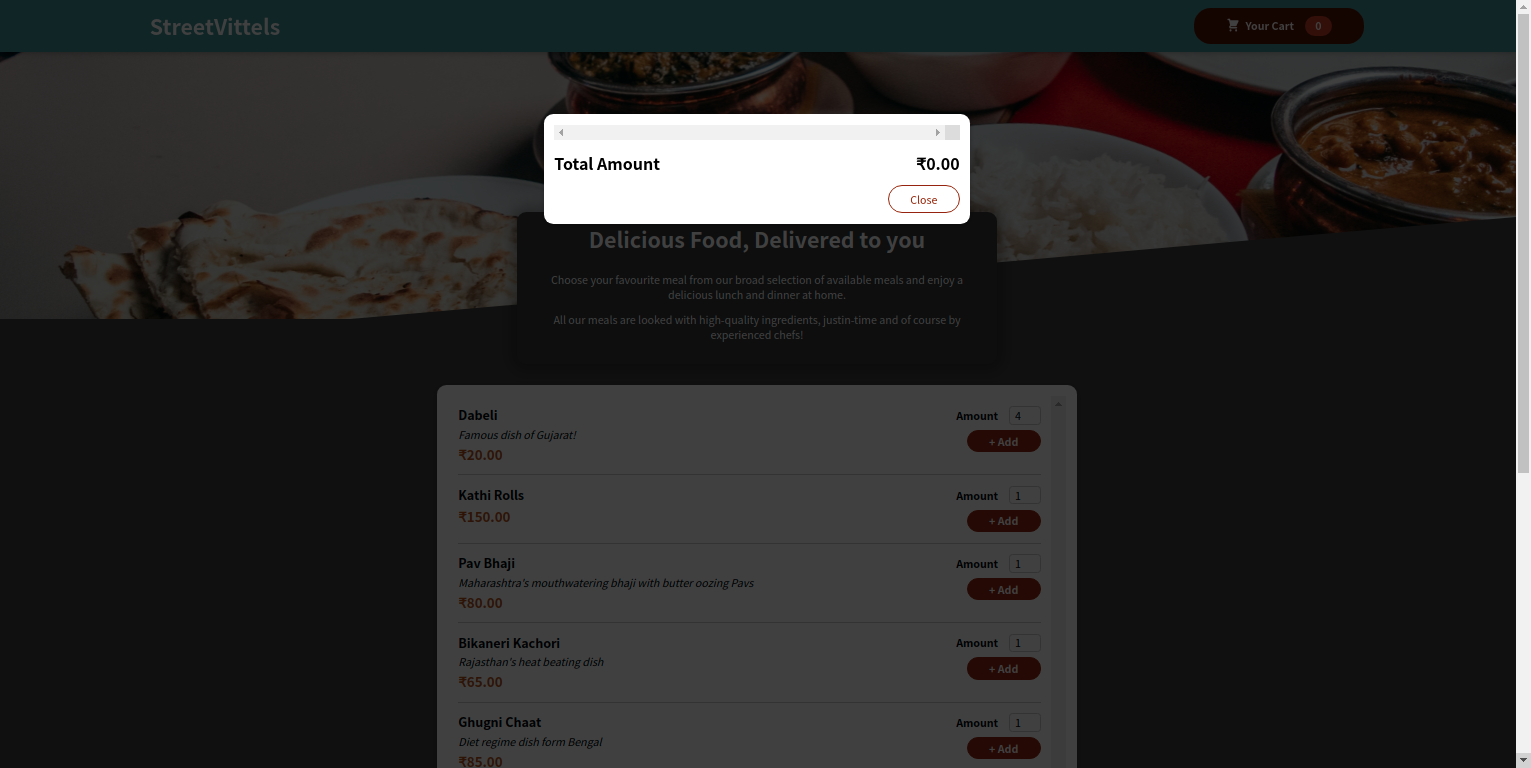 StreetVittels
Your Cart 0
Total Amount ₹0.00
Close
Delicious Food, Delivered to you
Choose your favourite meal from our broad selection of available meals and enjoy a
delicious lunch and dinner at home.
All our meals are looked with high-quality ingredients, justin-time and of course by
experienced chefs!
Dabeli
Amount 4
Famous dish of Gujarat!
+ Add
₹20.00
Kathi Rolls
Amount 1
₹150.00
+ Add
Pav Bhaji
Amount 1
Maharashtra's mouthwatering bhaji with butter oozing Pavs
+ Add
₹80.00
Bikaneri Kachori
Amount 1
Rajasthan's heat beating dish
+ Add
₹65.00
Ghugni Chaat
Amount 1
Diet regime dish form Bengal
+ Add
₹85.00